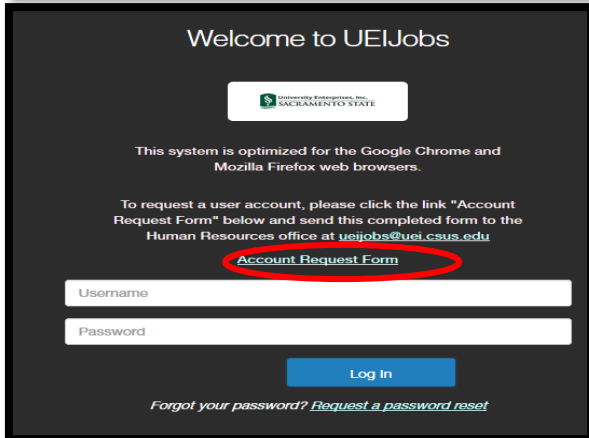 Welcome to UEIJobs
University Enterprises, Inc.
SACRAMENTO STATE
This system is optimized for the Google Chrome and
Mozilla Firefox web browsers.
To request a user account, please click the link "Account
Request Form" below and send this completed form to the
Human Resources office at ueijobs@uei.csus.edu
Account Request Form
Username
Password
Log In
Forgot your password? Request a password reset